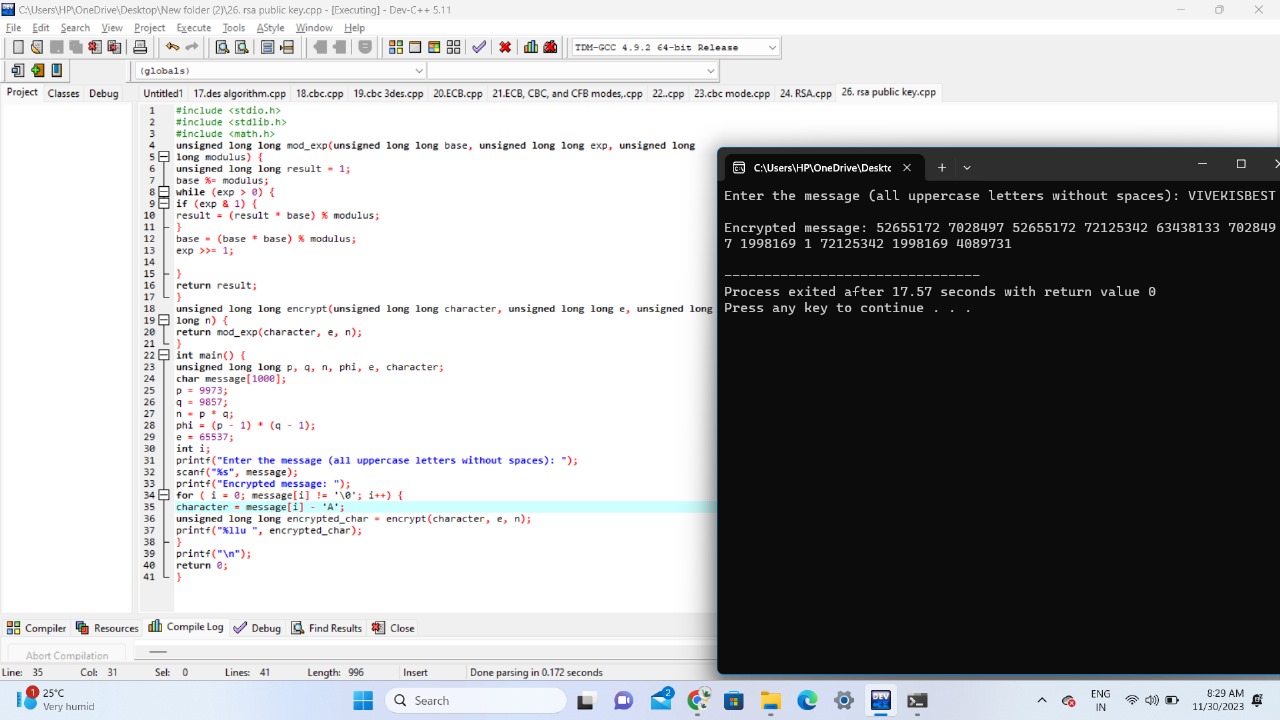 C:\Users\HP\OneDrive\Desktop\New folder (2)\26. rsa public key.cpp - [Executing] - Dev-C++ 5.11
File Edit Search View Project Execute Tools AStyle Window Help
TDM-GCC 4.9.2 64-bit Release
(globals)
Project Classes Debug
Untitled1 17.des algorithm.cpp 18.cbc.cpp 19.cbc 3des.cpp 20.ECB.cpp 21.ECB, CBC, and CFB modes,.cpp 22..cpp 23.cbc mode.cpp 24. RSA.cpp 26. rsa public key.cpp
1 #include <stdio.h>
2 #include <stdlib.h>
3 #include <math.h>
4 unsigned long long mod_exp(unsigned long long base, unsigned long long exp, unsigned long
5 long modulus) {
6 unsigned long long result = 1;
7 base %= modulus;
8 while (exp > 0) {
9 if (exp & 1) {
10 result = (result * base) % modulus;
11 }
12 base = (base * base) % modulus;
13 exp >>= 1;
14
15 }
16 return result;
17 }
18 unsigned long long encrypt(unsigned long long character, unsigned long long e, unsigned long
19 long n) {
20 return mod_exp(character, e, n);
21 }
22 int main() {
23 unsigned long long p, q, n, phi, e, character;
24 char message[1000];
25 p = 9973;
26 q = 9857;
27 n = p * q;
28 phi = (p - 1) * (q - 1);
29 e = 65537;
30 int i;
31 printf("Enter the message (all uppercase letters without spaces): ");
32 scanf("%s", message);
33 printf("Encrypted message: ");
34 for ( i = 0; message[i] != '\0'; i++) {
35 character = message[i] - 'A';
36 unsigned long long encrypted_char = encrypt(character, e, n);
37 printf("%llu ", encrypted_char);
38 }
39 printf("\n");
40 return 0;
41 }
C:\Users\HP\OneDrive\Deskto
Enter the message (all uppercase letters without spaces): VIVEKISBEST
Encrypted message: 52655172 7028497 52655172 72125342 63438133 702849
7 1998169 1 72125342 1998169 4089731
--------------------------------
Process exited after 17.57 seconds with return value 0
Press any key to continue . . .
Compiler Resources Compile Log Debug Find Results Close
Abort Compilation
Line: 35 Col: 31 Sel: 0 Lines: 41 Length: 996 Insert Done parsing in 0.172 seconds
1
25°C
Very humid
Search
2
DEV
ENG
IN
8:29 AM
11/30/2023